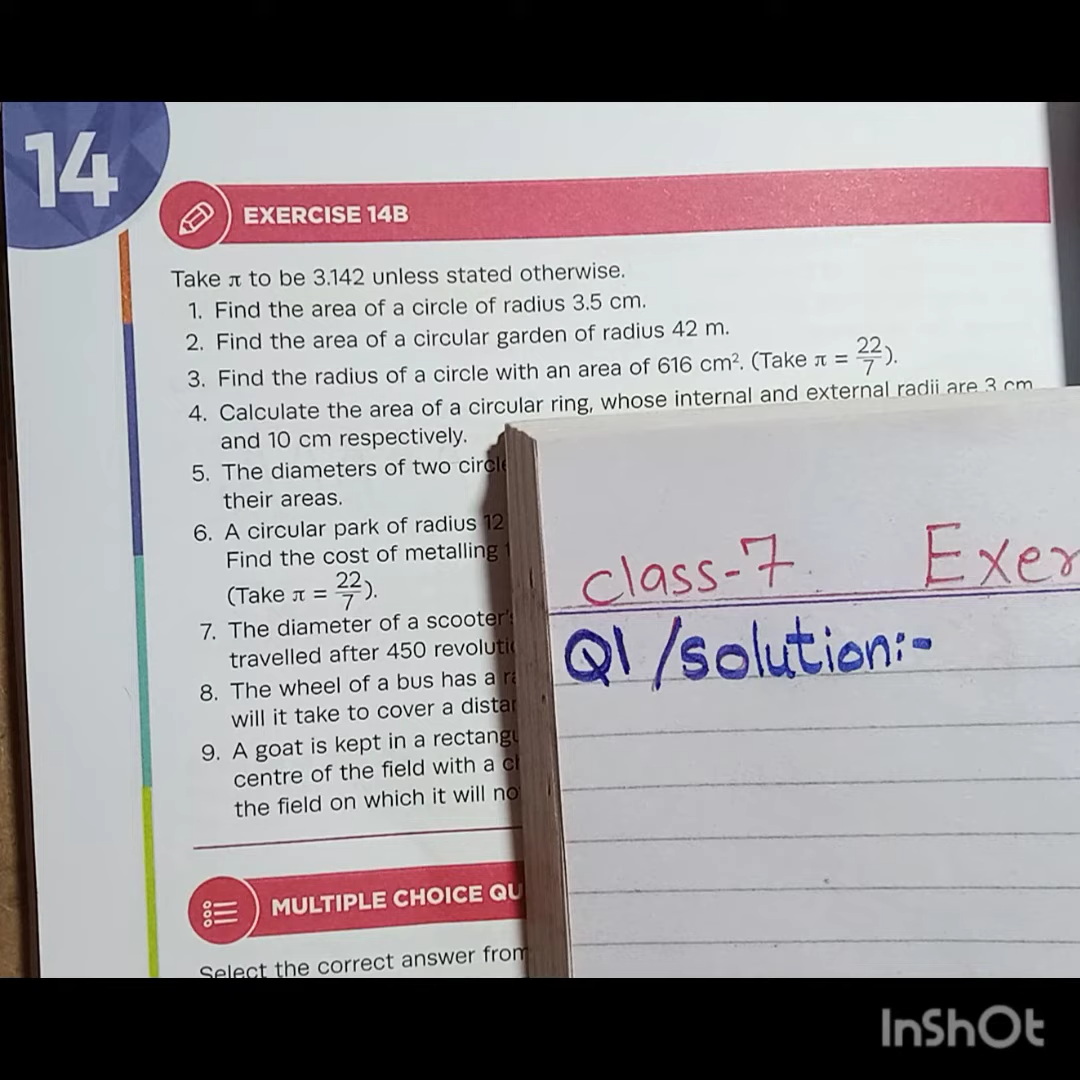 14
EXERCISE 14B
Take π to be 3.142 unless stated otherwise.
1. Find the area of a circle of radius 3.5 cm.
2. Find the area of a circular garden of radius 42 m.
3. Find the radius of a circle with an area of 616 cm². (Take π = 22/7).
4. Calculate the area of a circular ring, whose internal and external radii are 3 cm
and 10 cm respectively.
5. The diameters of two
their areas.
6. A circular park of radius 12
Find the cost of metalling
(Take π = 22/7).
7. The diameter of a scooter's
travelled after 450
8. The wheel of a bus has a
will it take to cover a
9. A goat is kept in a
centre of the field with a
the field on which it will
MULTIPLE CHOICE
Select the correct answer from
class-7 Exer
Q1/solution:-
InShOt